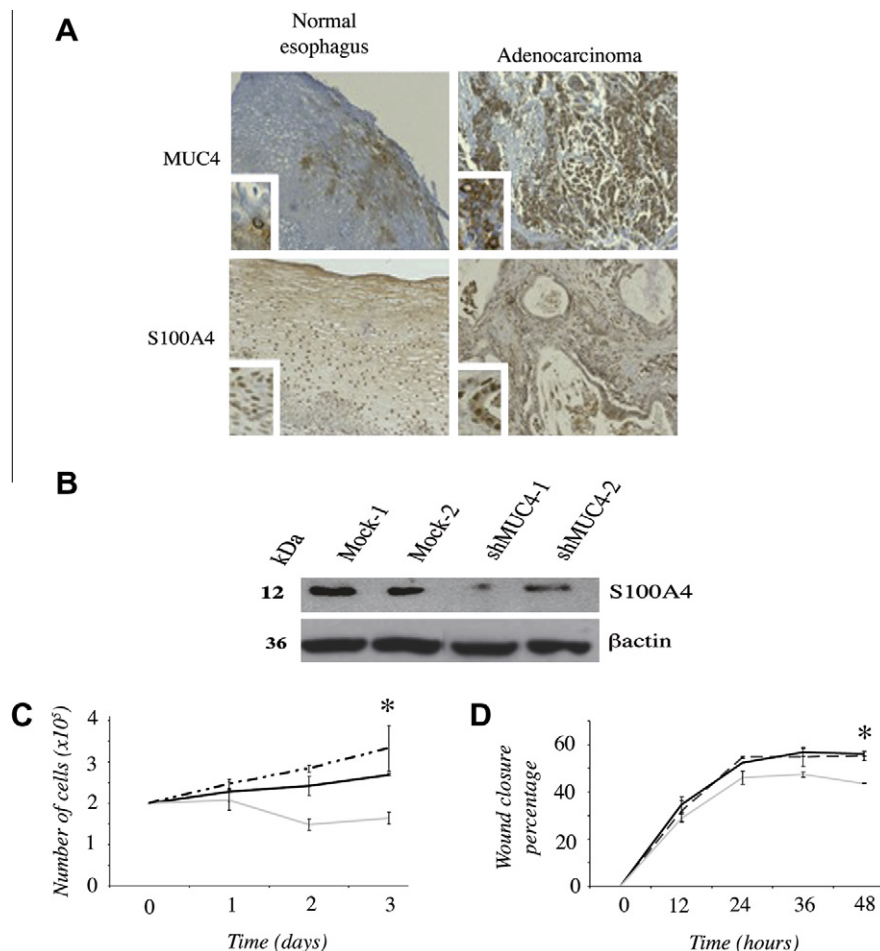 A
Normal
esophagus
Adenocarcinoma
MUC4
S100A4
B
kDa
Mock-1
Mock-2
shMUC4-1
shMUC4-2
12
S100A4
36
βactin
C
Number of cells (x10⁵)
4
3
2
1
0
*
0 1 2 3
Time (days)
D
Wound closure
percentage
60
40
20
0
*
0 12 24 36 48
Time (hours)